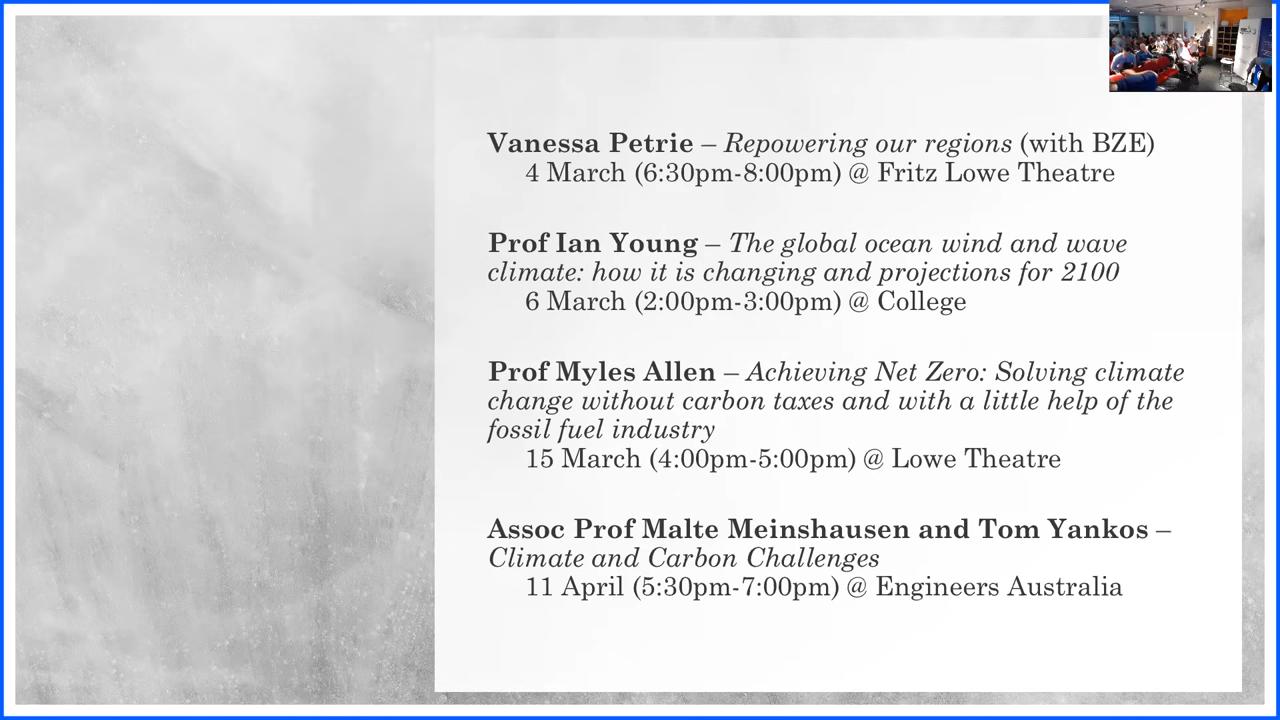 Vanessa Petrie – Repowering our regions (with BZE)
4 March (6:30pm-8:00pm) @ Fritz Lowe Theatre
Prof Ian Young – The global ocean wind and wave
climate: how it is changing and projections for 2100
6 March (2:00pm-3:00pm) @ College
Prof Myles Allen – Achieving Net Zero: Solving climate
change without carbon taxes and with a little help of the
fossil fuel industry
15 March (4:00pm-5:00pm) @ Lowe Theatre
Assoc Prof Malte Meinshausen and Tom Yankos –
Climate and Carbon Challenges
11 April (5:30pm-7:00pm) @ Engineers Australia